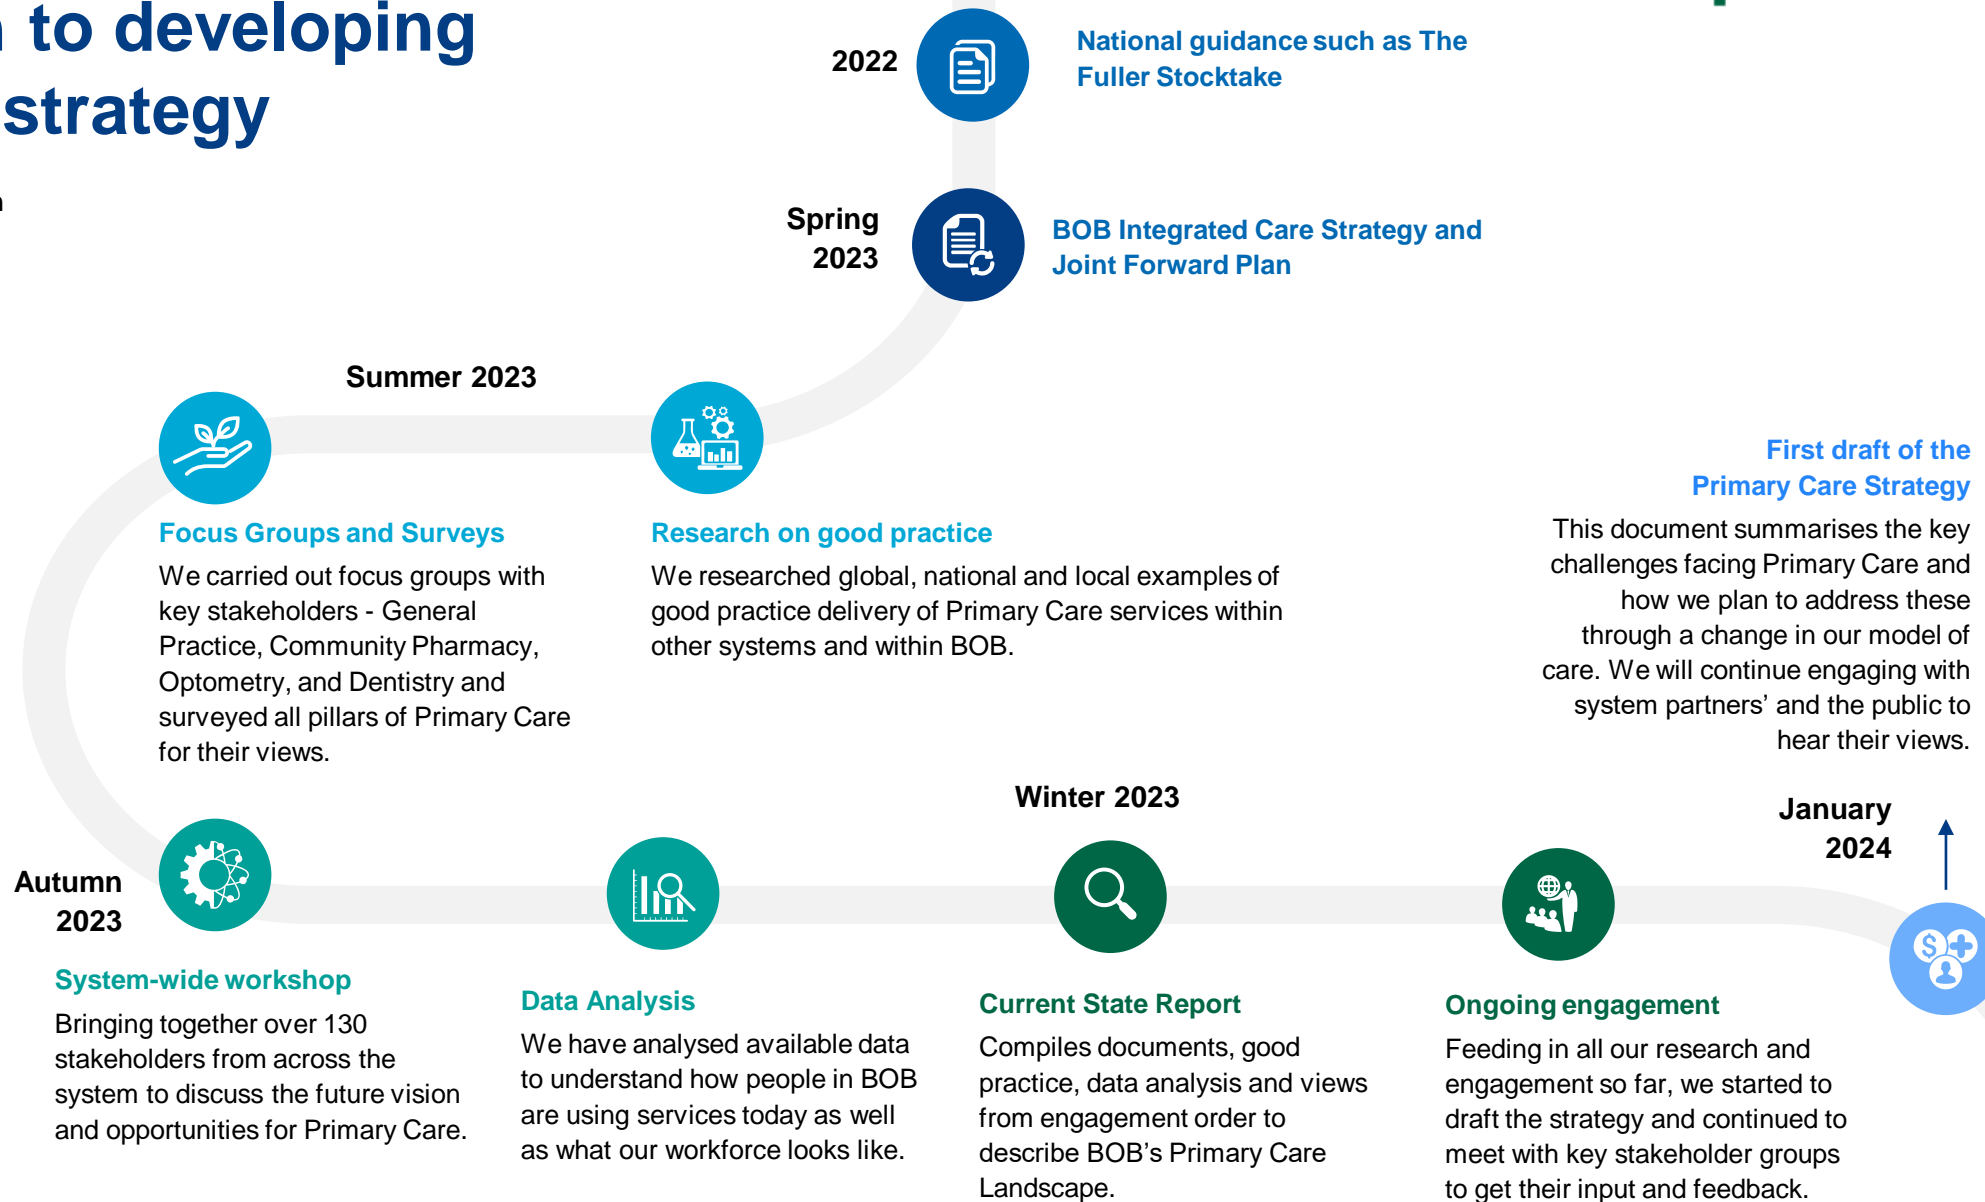 to developing
strategy
2022
National guidance such as The
Fuller Stocktake
Spring
2023
BOB Integrated Care Strategy and
Joint Forward Plan
Summer 2023
Focus Groups and Surveys
We carried out focus groups with
key stakeholders - General
Practice, Community Pharmacy,
Optometry, and Dentistry and
surveyed all pillars of Primary Care
for their views.
Research on good practice
We researched global, national and local examples of
good practice delivery of Primary Care services within
other systems and within BOB.
First draft of the
Primary Care Strategy
This document summarises the key
challenges facing Primary Care and
how we plan to address these
through a change in our model of
care. We will continue engaging with
system partners’ and the public to
hear their views.
Autumn
2023
Winter 2023
January
2024
System-wide workshop
Bringing together over 130
stakeholders from across the
system to discuss the future vision
and opportunities for Primary Care.
Data Analysis
We have analysed available data
to understand how people in BOB
are using services today as well
as what our workforce looks like.
Current State Report
Compiles documents, good
practice, data analysis and views
from engagement order to
describe BOB’s Primary Care
Landscape.
Ongoing engagement
Feeding in all our research and
engagement so far, we started to
draft the strategy and continued to
meet with key stakeholder groups
to get their input and feedback.